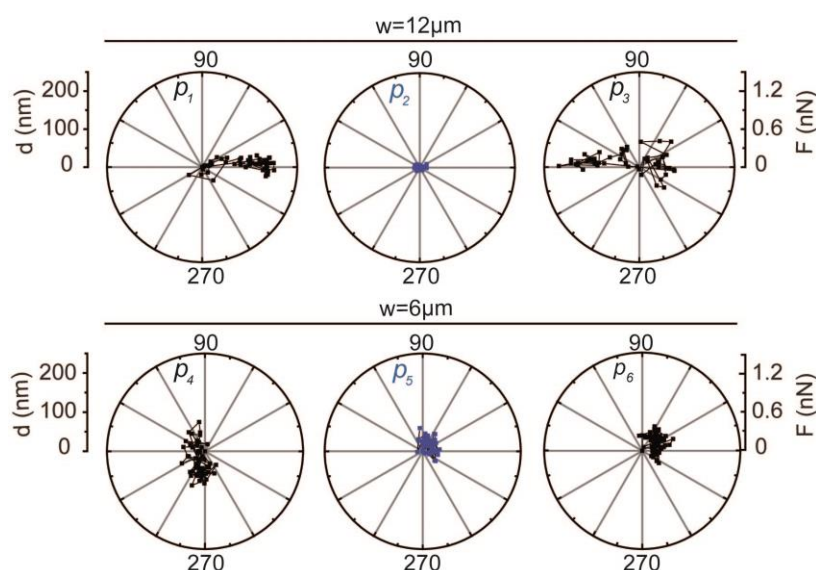 w=12µm
90 90 90
p1 p2 p3
d (nm) 200 100 0
F (nN) 1.2 0.6 0
270 270 270
w=6µm
90 90 90
p4 p5 p6
d (nm) 200 100 0
F (nN) 1.2 0.6 0
270 270 270